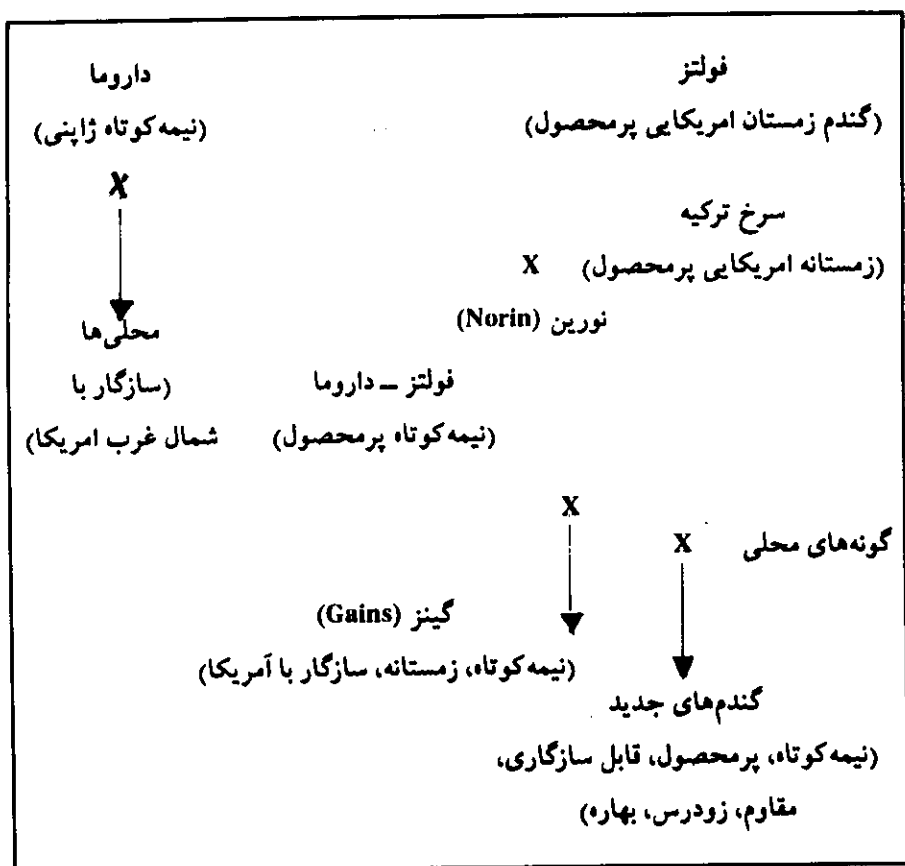 فولتز
داروما
(گندم زمستان امریکایی پرمحصول)
(نیمه‌کوتاه ژاپنی)
X
سرخ ترکیه
(زمستانه امریکایی پرمحصول)
X
نورین (Norin)
محلی‌ها
(سازگار با
شمال غرب امریکا)
فولتز ـ داروما
(نیمه‌کوتاه پرمحصول)
X
گونه‌های محلی
X
گینز (Gains)
(نیمه‌کوتاه، زمستانه، سازگار با آمریکا)
گندم‌های جدید
(نیمه‌کوتاه، پرمحصول، قابل سازگاری،
مقاوم، زودرس، بهاره)